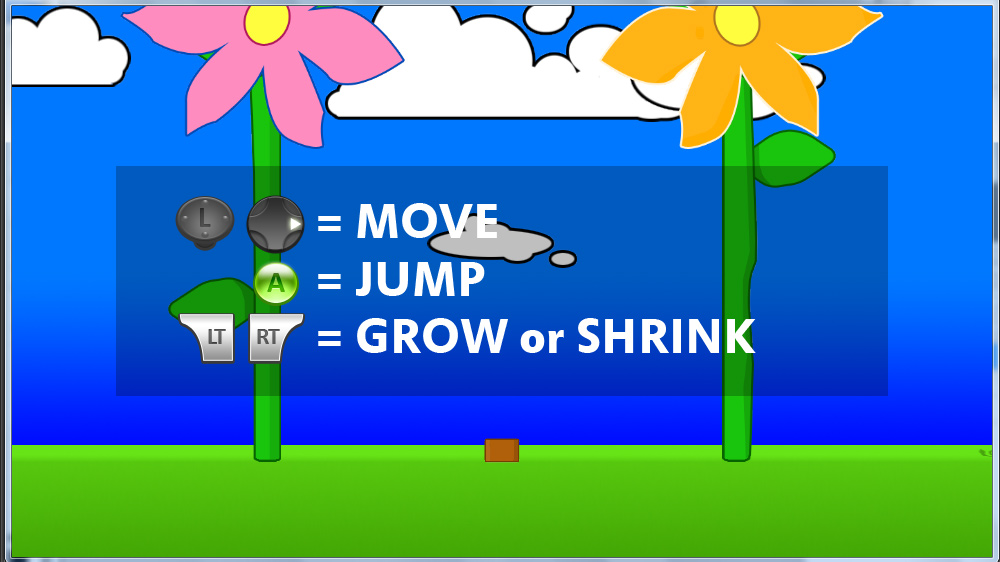 L = MOVE
A = JUMP
LT RT = GROW or SHRINK